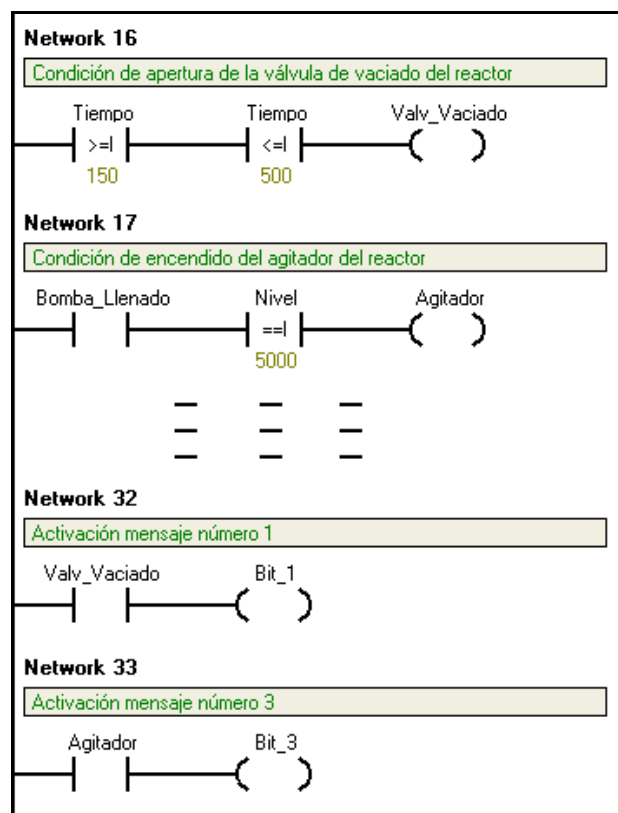 Network 16
Condición de apertura de la válvula de vaciado del reactor
Tiempo Tiempo Valv_Vaciado
>=I <=I
150 500
Network 17
Condición de encendido del agitador del reactor
Bomba_Llenado Nivel Agitador
==I
5000
Network 32
Activación mensaje número 1
Valv_Vaciado Bit_1
Network 33
Activación mensaje número 3
Agitador Bit_3